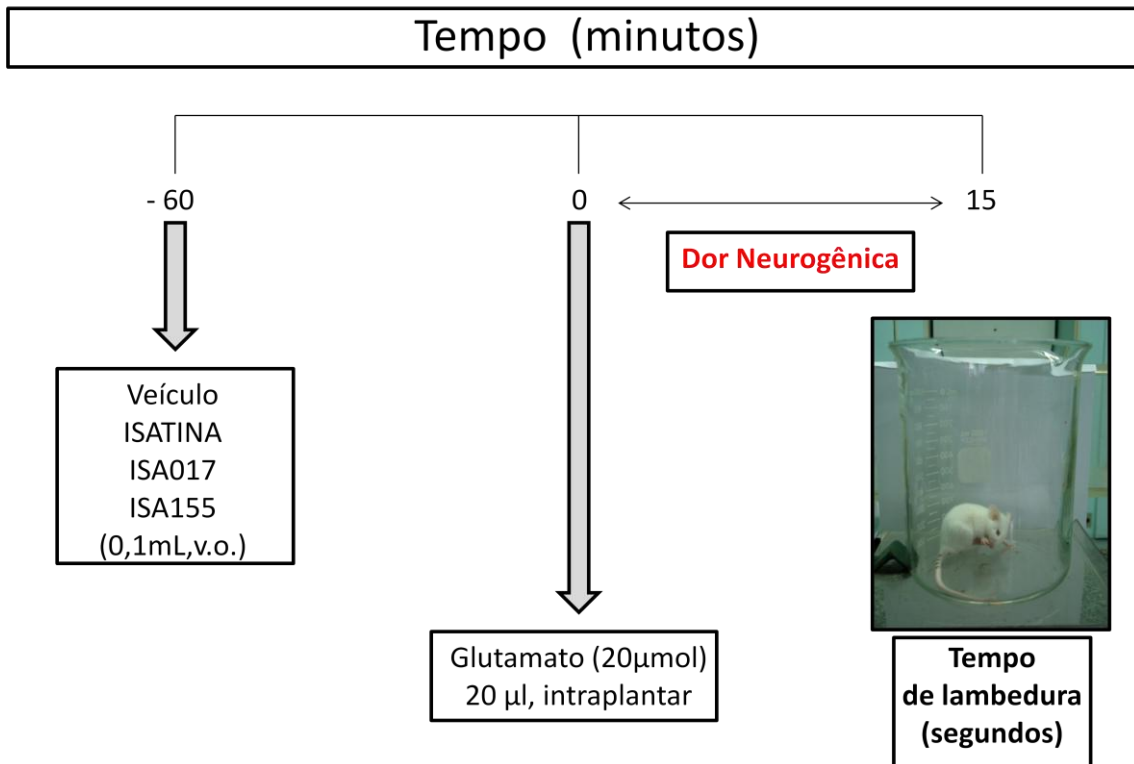 Tempo (minutos)
- 60
0
15
Dor Neurogênica
Veículo
ISATINA
ISA017
ISA155
(0,1mL,v.o.)
Glutamato (20µmol)
20 µl, intraplantar
Tempo
de lambedura
(segundos)